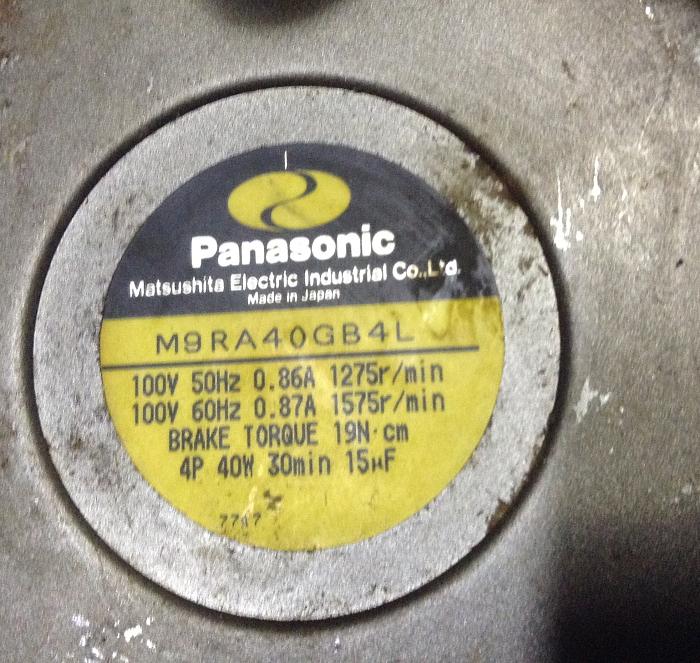 Panasonic
Matsushita Electric Industrial Co.,Ltd.
Made in Japan
M9RA40GB4L
100V 50Hz 0.86A 1275r/min
100V 60Hz 0.87A 1575r/min
BRAKE TORQUE 19N·cm
4P 40W 30min 15μF